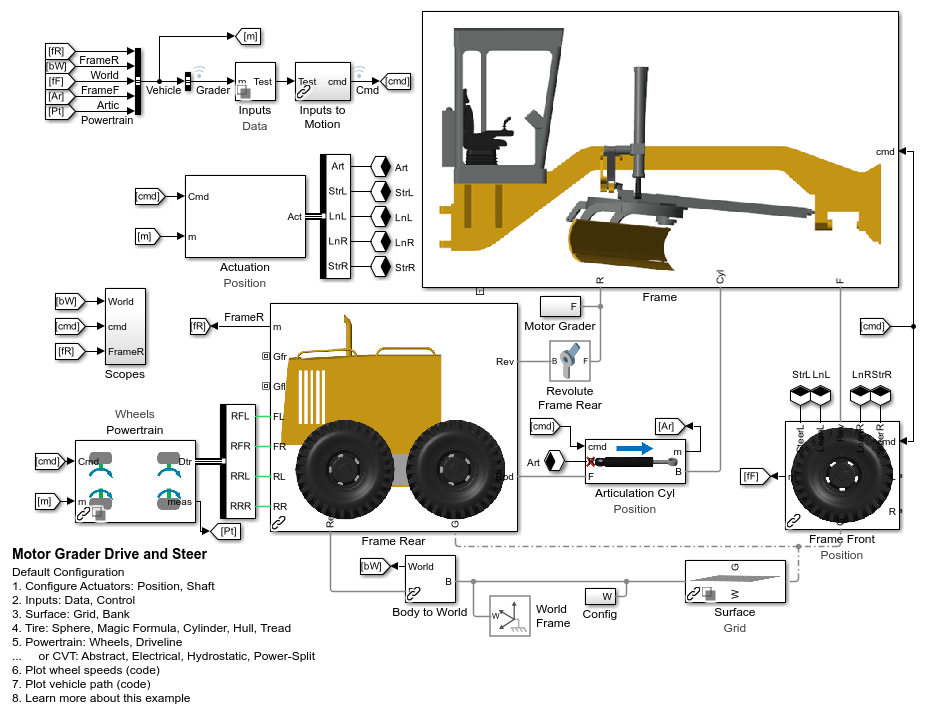 [fR]
[bW]
[fF]
[Ar]
[Pt]
FrameR
World
FrameF
Artic
Powertrain
Vehicle
[m]
Grader
m
Test
Inputs
Data
Test
cmd
Inputs to
Motion
Cmd
[cmd]
[cmd]
[m]
Cmd
m
Act
Actuation
Position
Art
StrL
LnL
LnR
StrR
Art
StrL
LnL
LnR
StrR
cmd
R
Cyl
F
Frame
[bW]
[cmd]
[fR]
World
cmd
FrameR
Scopes
[fR]
FrameR
m
Gfr
Gfl
FL
FR
RL
RR
Rev
G
Frame Rear
F
Motor Grader
B
F
Revolute
Frame Rear
[cmd]
StrL
LnL
LnR
StrR
SteerL
LeanL
Rev
cmd
R
[fF]
Frame Front
Position
Wheels
Powertrain
[cmd]
[m]
Cmd
m
Dtr
meas
[Pt]
RFL
RFR
RRL
RRR
[cmd]
Art
cmd
F
m
B
[Ar]
Articulation Cyl
Position
[bW]
World
B
Body to World
W
World
Frame
W
Config
G
W
Surface
Grid
Motor Grader Drive and Steer
Default Configuration
1. Configure Actuators: Position, Shaft
2. Inputs: Data, Control
3. Surface: Grid, Bank
4. Tire: Sphere, Magic Formula, Cylinder, Hull, Tread
5. Powertrain: Wheels, Driveline
... or CVT: Abstract, Electrical, Hydrostatic, Power-Split
6. Plot wheel speeds (code)
7. Plot vehicle path (code)
8. Learn more about this example